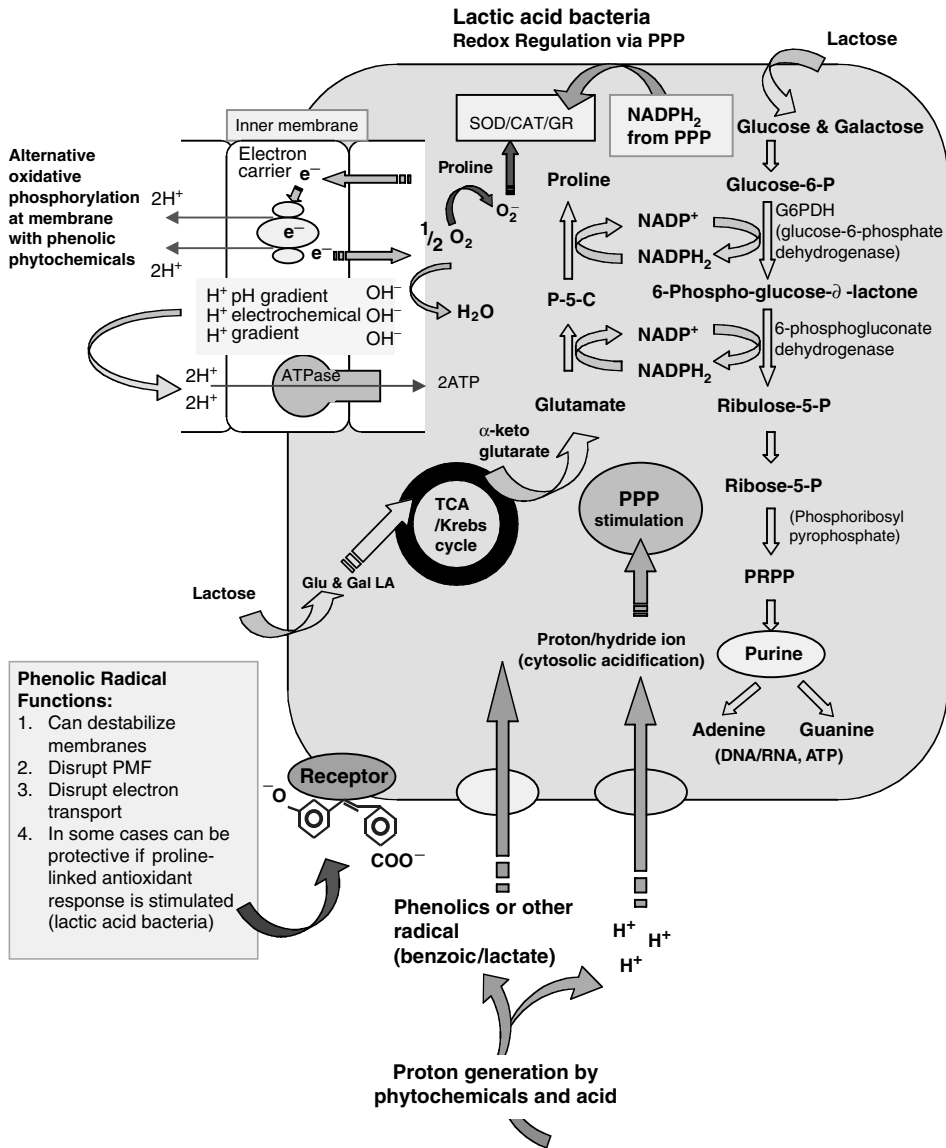 Lactic acid bacteria
Redox Regulation via PPP
Lactose
Inner membrane
SOD/CAT/GR
NADPH₂
from PPP
Glucose & Galactose
Alternative
oxidative
phosphorylation
at membrane
with phenolic
phytochemicals
Electron
carrier
e⁻
2H⁺
e⁻
e⁻
2H⁺
Proline
O₂⁻
1/2 O₂
H₂O
Proline
P-5-C
Glutamate
NADP⁺
NADPH₂
NADP⁺
NADPH₂
Glucose-6-P
G6PDH
(glucose-6-phosphate
dehydrogenase)
6-Phospho-glucose-∂ -lactone
6-phosphogluconate
dehydrogenase
Ribulose-5-P
Ribose-5-P
(Phosphoribosyl
pyrophosphate)
PRPP
Purine
Adenine
Guanine
(DNA/RNA, ATP)
H⁺ pH gradient OH⁻
H⁺ electrochemical OH⁻
H⁺ gradient OH⁻
2H⁺
2H⁺
ATPase
2ATP
α-keto
glutarate
TCA
/Krebs
cycle
PPP
stimulation
Lactose
Glu & Gal LA
Proton/hydride ion
(cytosolic acidification)
Phenolic Radical
Functions:
1. Can destabilize
membranes
2. Disrupt PMF
3. Disrupt electron
transport
4. In some cases can be
protective if proline-
linked antioxidant
response is stimulated
(lactic acid bacteria)
Receptor
⁻O
COO⁻
Phenolics or other
radical
(benzoic/lactate)
H⁺
H⁺
H⁺
Proton generation by
phytochemicals and acid